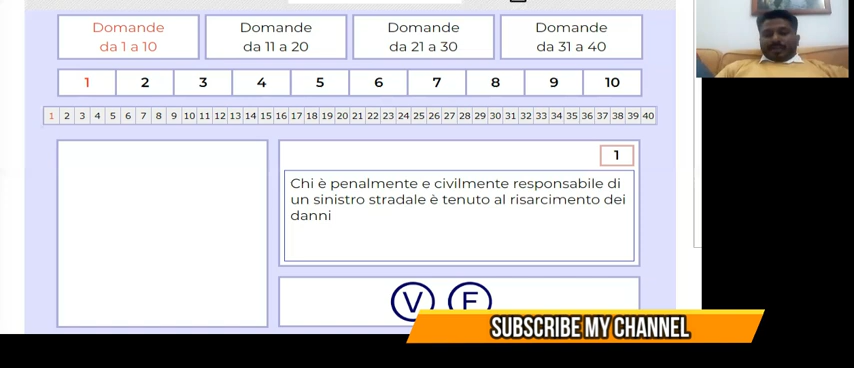 Domande
da 1 a 10
Domande
da 11 a 20
Domande
da 21 a 30
Domande
da 31 a 40
1 2 3 4 5 6 7 8 9 10
1 2 3 4 5 6 7 8 9 10 11 12 13 14 15 16 17 18 19 20 21 22 23 24 25 26 27 28 29 30 31 32 33 34 35 36 37 38 39 40
1
Chi è penalmente e civilmente responsabile di
un sinistro stradale è tenuto al risarcimento dei
danni
V F
SUBSCRIBE MY CHANNEL